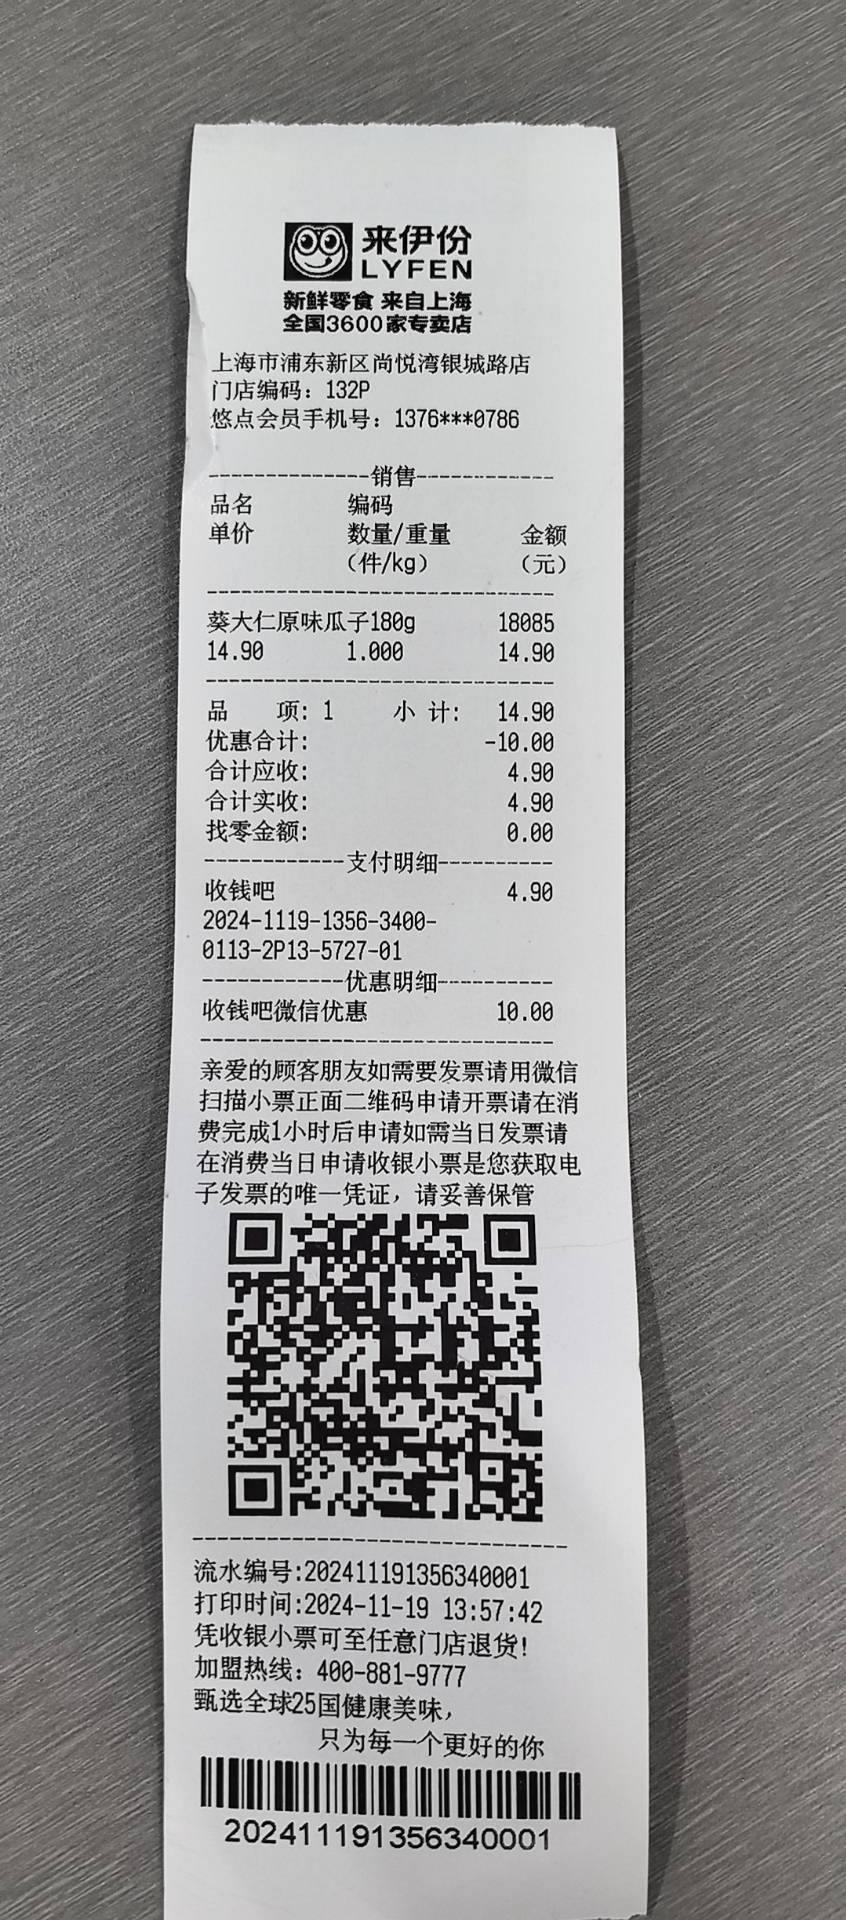 来伊份
LYFEN
新鲜零食 来自上海
全国3600家专卖店
上海市浦东新区尚悦湾银城路店
门店编码：132P
悠点会员手机号：1376***0786
--------------销售------------
品名 编码
单价 数量/重量 金额
（件/kg） （元）
------------------------------
葵大仁原味瓜子180g 18085
14.90 1.000 14.90
------------------------------
品 项: 1 小 计: 14.90
优惠合计: -10.00
合计应收: 4.90
合计实收: 4.90
找零金额: 0.00
------------支付明细----------
收钱吧 4.90
2024-1119-1356-3400-
0113-2P13-5727-01
------------优惠明细----------
收钱吧微信优惠 10.00
------------------------------
亲爱的顾客朋友如需要发票请用微信
扫描小票正面二维码申请开票请在消
费完成1小时后申请如需当日发票请
在消费当日申请收银小票是您获取电
子发票的唯一凭证，请妥善保管
------------------------------
流水编号:202411191356340001
打印时间:2024-11-19 13:57:42
凭收银小票可至任意门店退货!
加盟热线：400-881-9777
甄选全球25国健康美味，
只为每一个更好的你
202411191356340001